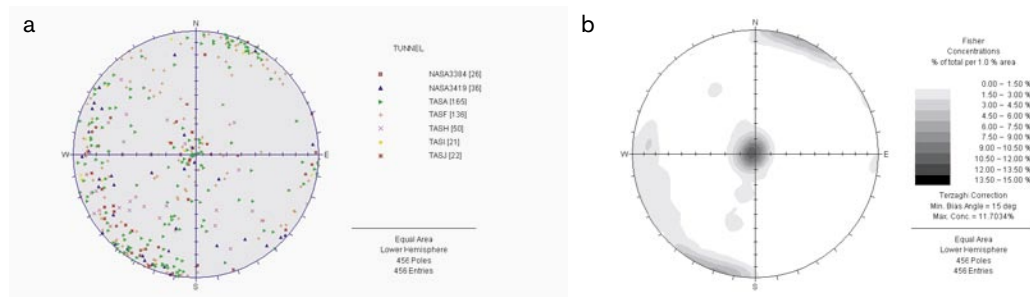 a
N
W
E
S
TUNNEL
NASA3384 [26]
NASA3419 [36]
TASA [165]
TASF [136]
TASH [50]
TASI [21]
TASJ [22]
Equal Area
Lower Hemisphere
456 Poles
456 Entries
b
N
W
E
S
Fisher
Concentrations
% of total per 1.0 % area
0.00 ~ 1.50 %
1.50 ~ 3.00 %
3.00 ~ 4.50 %
4.50 ~ 6.00 %
6.00 ~ 7.50 %
7.50 ~ 9.00 %
9.00 ~ 10.50 %
10.50 ~ 12.00 %
12.00 ~ 13.50 %
13.50 ~ 15.00 %
Terzaghi Correction
Min. Bias Angle = 15 deg
Max. Conc. = 11.7034%
Equal Area
Lower Hemisphere
456 Poles
456 Entries